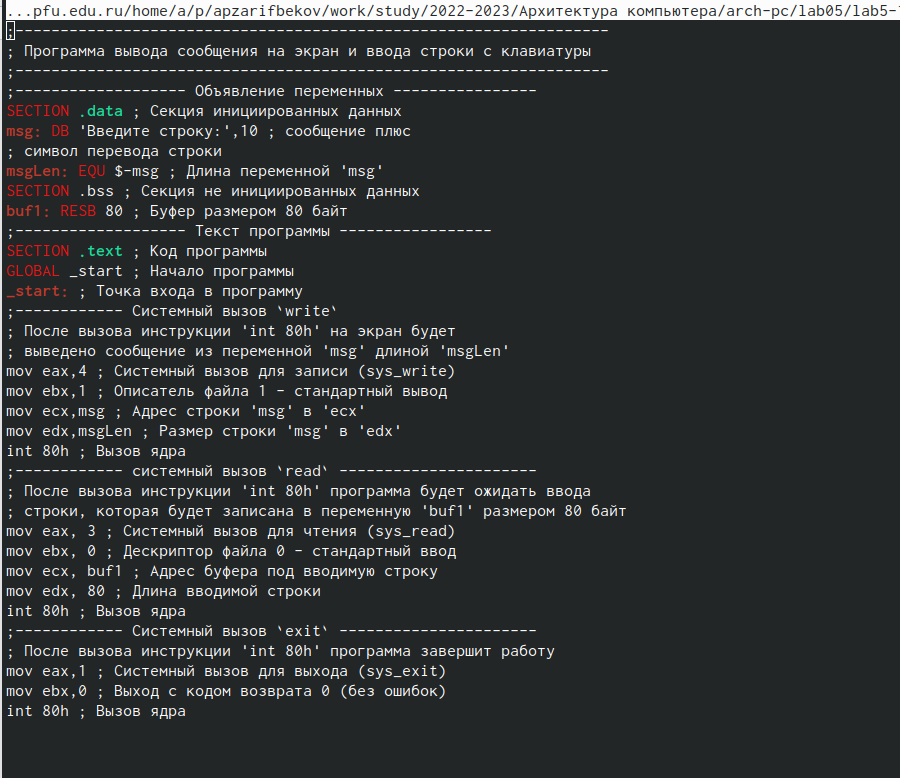 ...pfu.edu.ru/home/a/p/apzarifbekov/work/study/2022-2023/Архитектура компьютера/arch-pc/lab05/lab5-
;------------------------------------------------------------------
; Программа вывода сообщения на экран и ввода строки с клавиатуры
;------------------------------------------------------------------
;------------------- Объявление переменных ----------------
SECTION .data ; Секция инициированных данных
msg: DB 'Введите строку:',10 ; сообщение плюс
; символ перевода строки
msgLen: EQU $-msg ; Длина переменной 'msg'
SECTION .bss ; Секция не инициированных данных
buf1: RESB 80 ; Буфер размером 80 байт
;------------------- Текст программы -----------------
SECTION .text ; Код программы
GLOBAL _start ; Начало программы
_start: ; Точка входа в программу
;------------ Системный вызов `write`
; После вызова инструкции 'int 80h' на экран будет
; выведено сообщение из переменной 'msg' длиной 'msgLen'
mov eax,4 ; Системный вызов для записи (sys_write)
mov ebx,1 ; Описатель файла 1 - стандартный вывод
mov ecx,msg ; Адрес строки 'msg' в 'ecx'
mov edx,msgLen ; Размер строки 'msg' в 'edx'
int 80h ; Вызов ядра
;------------ системный вызов `read` ----------------------
; После вызова инструкции 'int 80h' программа будет ожидать ввода
; строки, которая будет записана в переменную 'buf1' размером 80 байт
mov eax, 3 ; Системный вызов для чтения (sys_read)
mov ebx, 0 ; Дескриптор файла 0 - стандартный ввод
mov ecx, buf1 ; Адрес буфера под вводимую строку
mov edx, 80 ; Длина вводимой строки
int 80h ; Вызов ядра
;------------ Системный вызов `exit` ----------------------
; После вызова инструкции 'int 80h' программа завершит работу
mov eax,1 ; Системный вызов для выхода (sys_exit)
mov ebx,0 ; Выход с кодом возврата 0 (без ошибок)
int 80h ; Вызов ядра